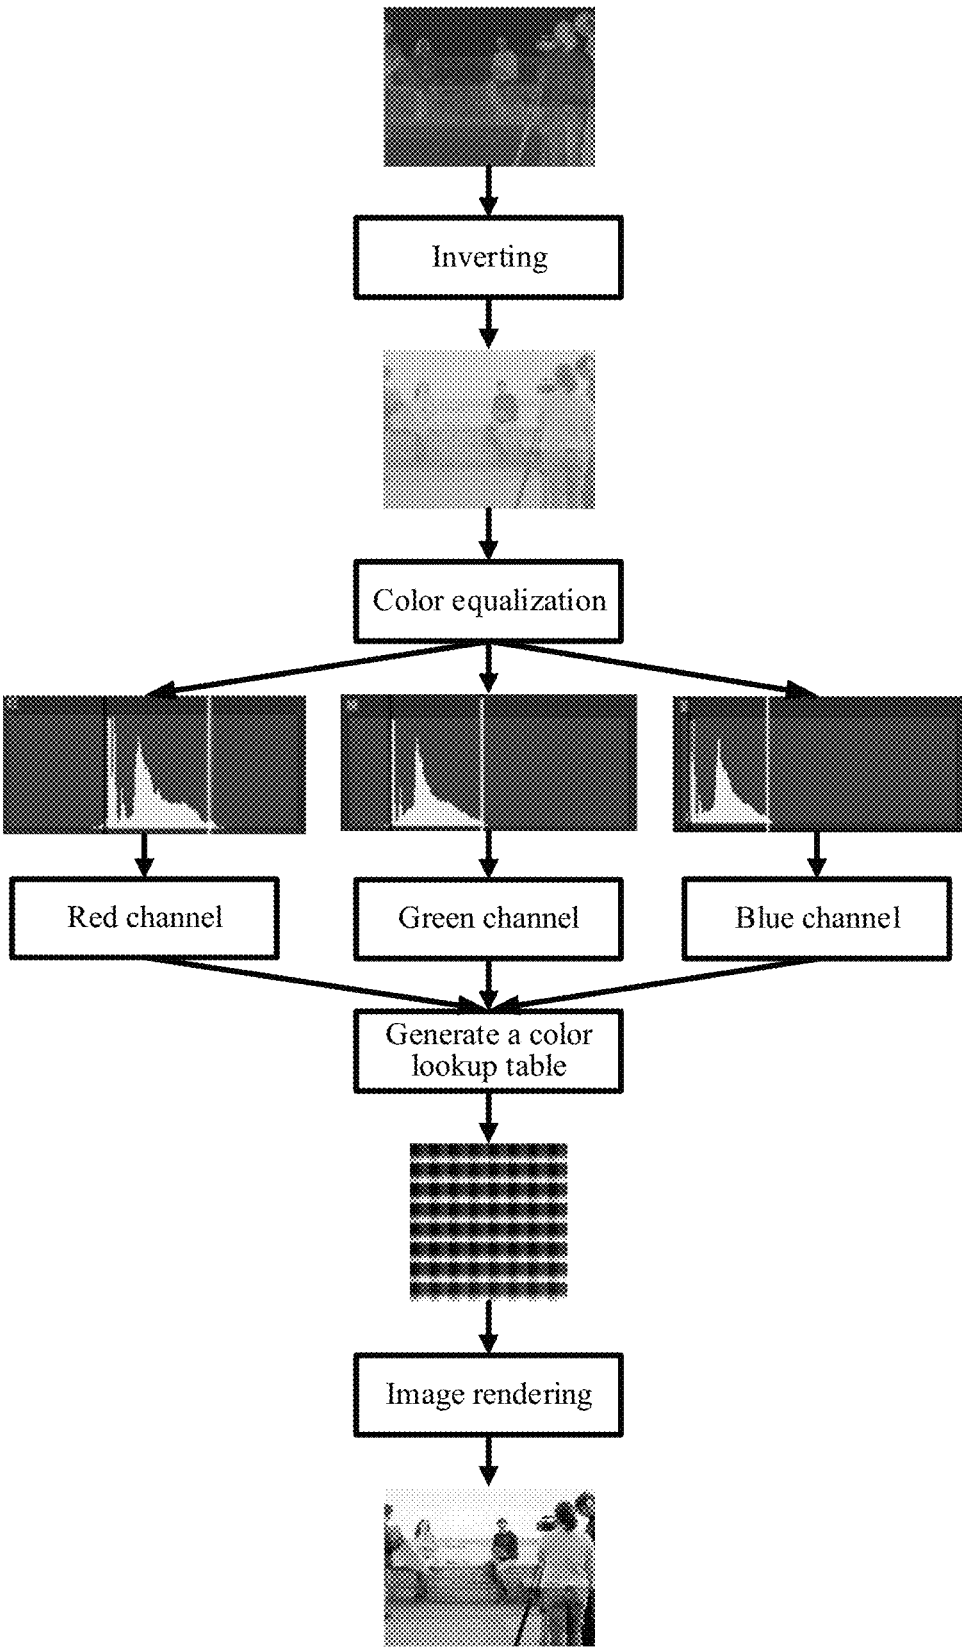 Inverting
Color equalization
Red channel
Green channel
Blue channel
Generate a color
lookup table
Image rendering